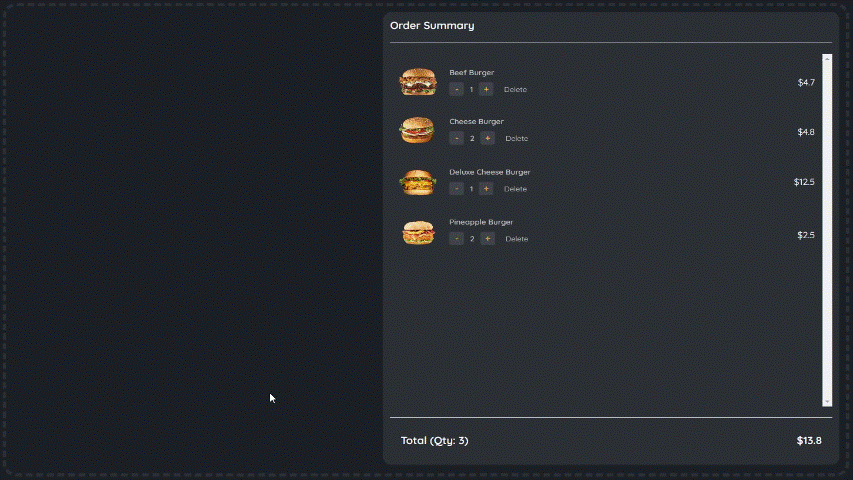 Order Summary
Beef Burger
- 1 + Delete
$4.7
Cheese Burger
- 2 + Delete
$4.8
Deluxe Cheese Burger
- 1 + Delete
$12.5
Pineapple Burger
- 2 + Delete
$2.5
Total (Qty: 3) $13.8